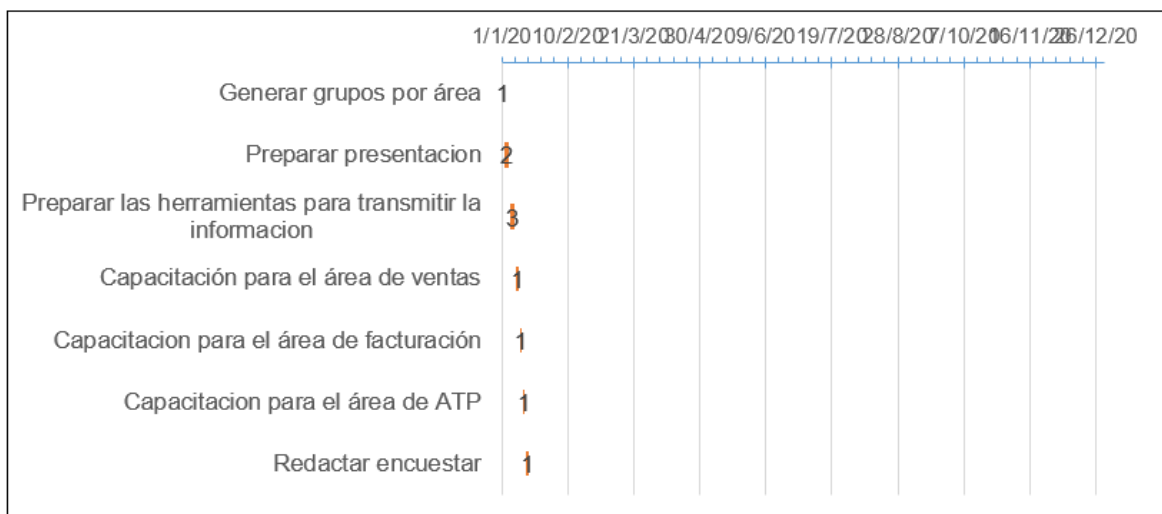 1/1/20 10/2/20 21/3/20 30/4/20 9/6/20 19/7/20 28/8/20 7/10/20 16/11/20 26/12/20
Generar grupos por área 1
Preparar presentacion 2
Preparar las herramientas para transmitir la
informacion 3
Capacitación para el área de ventas 1
Capacitacion para el área de facturación 1
Capacitacion para el área de ATP 1
Redactar encuestar 1